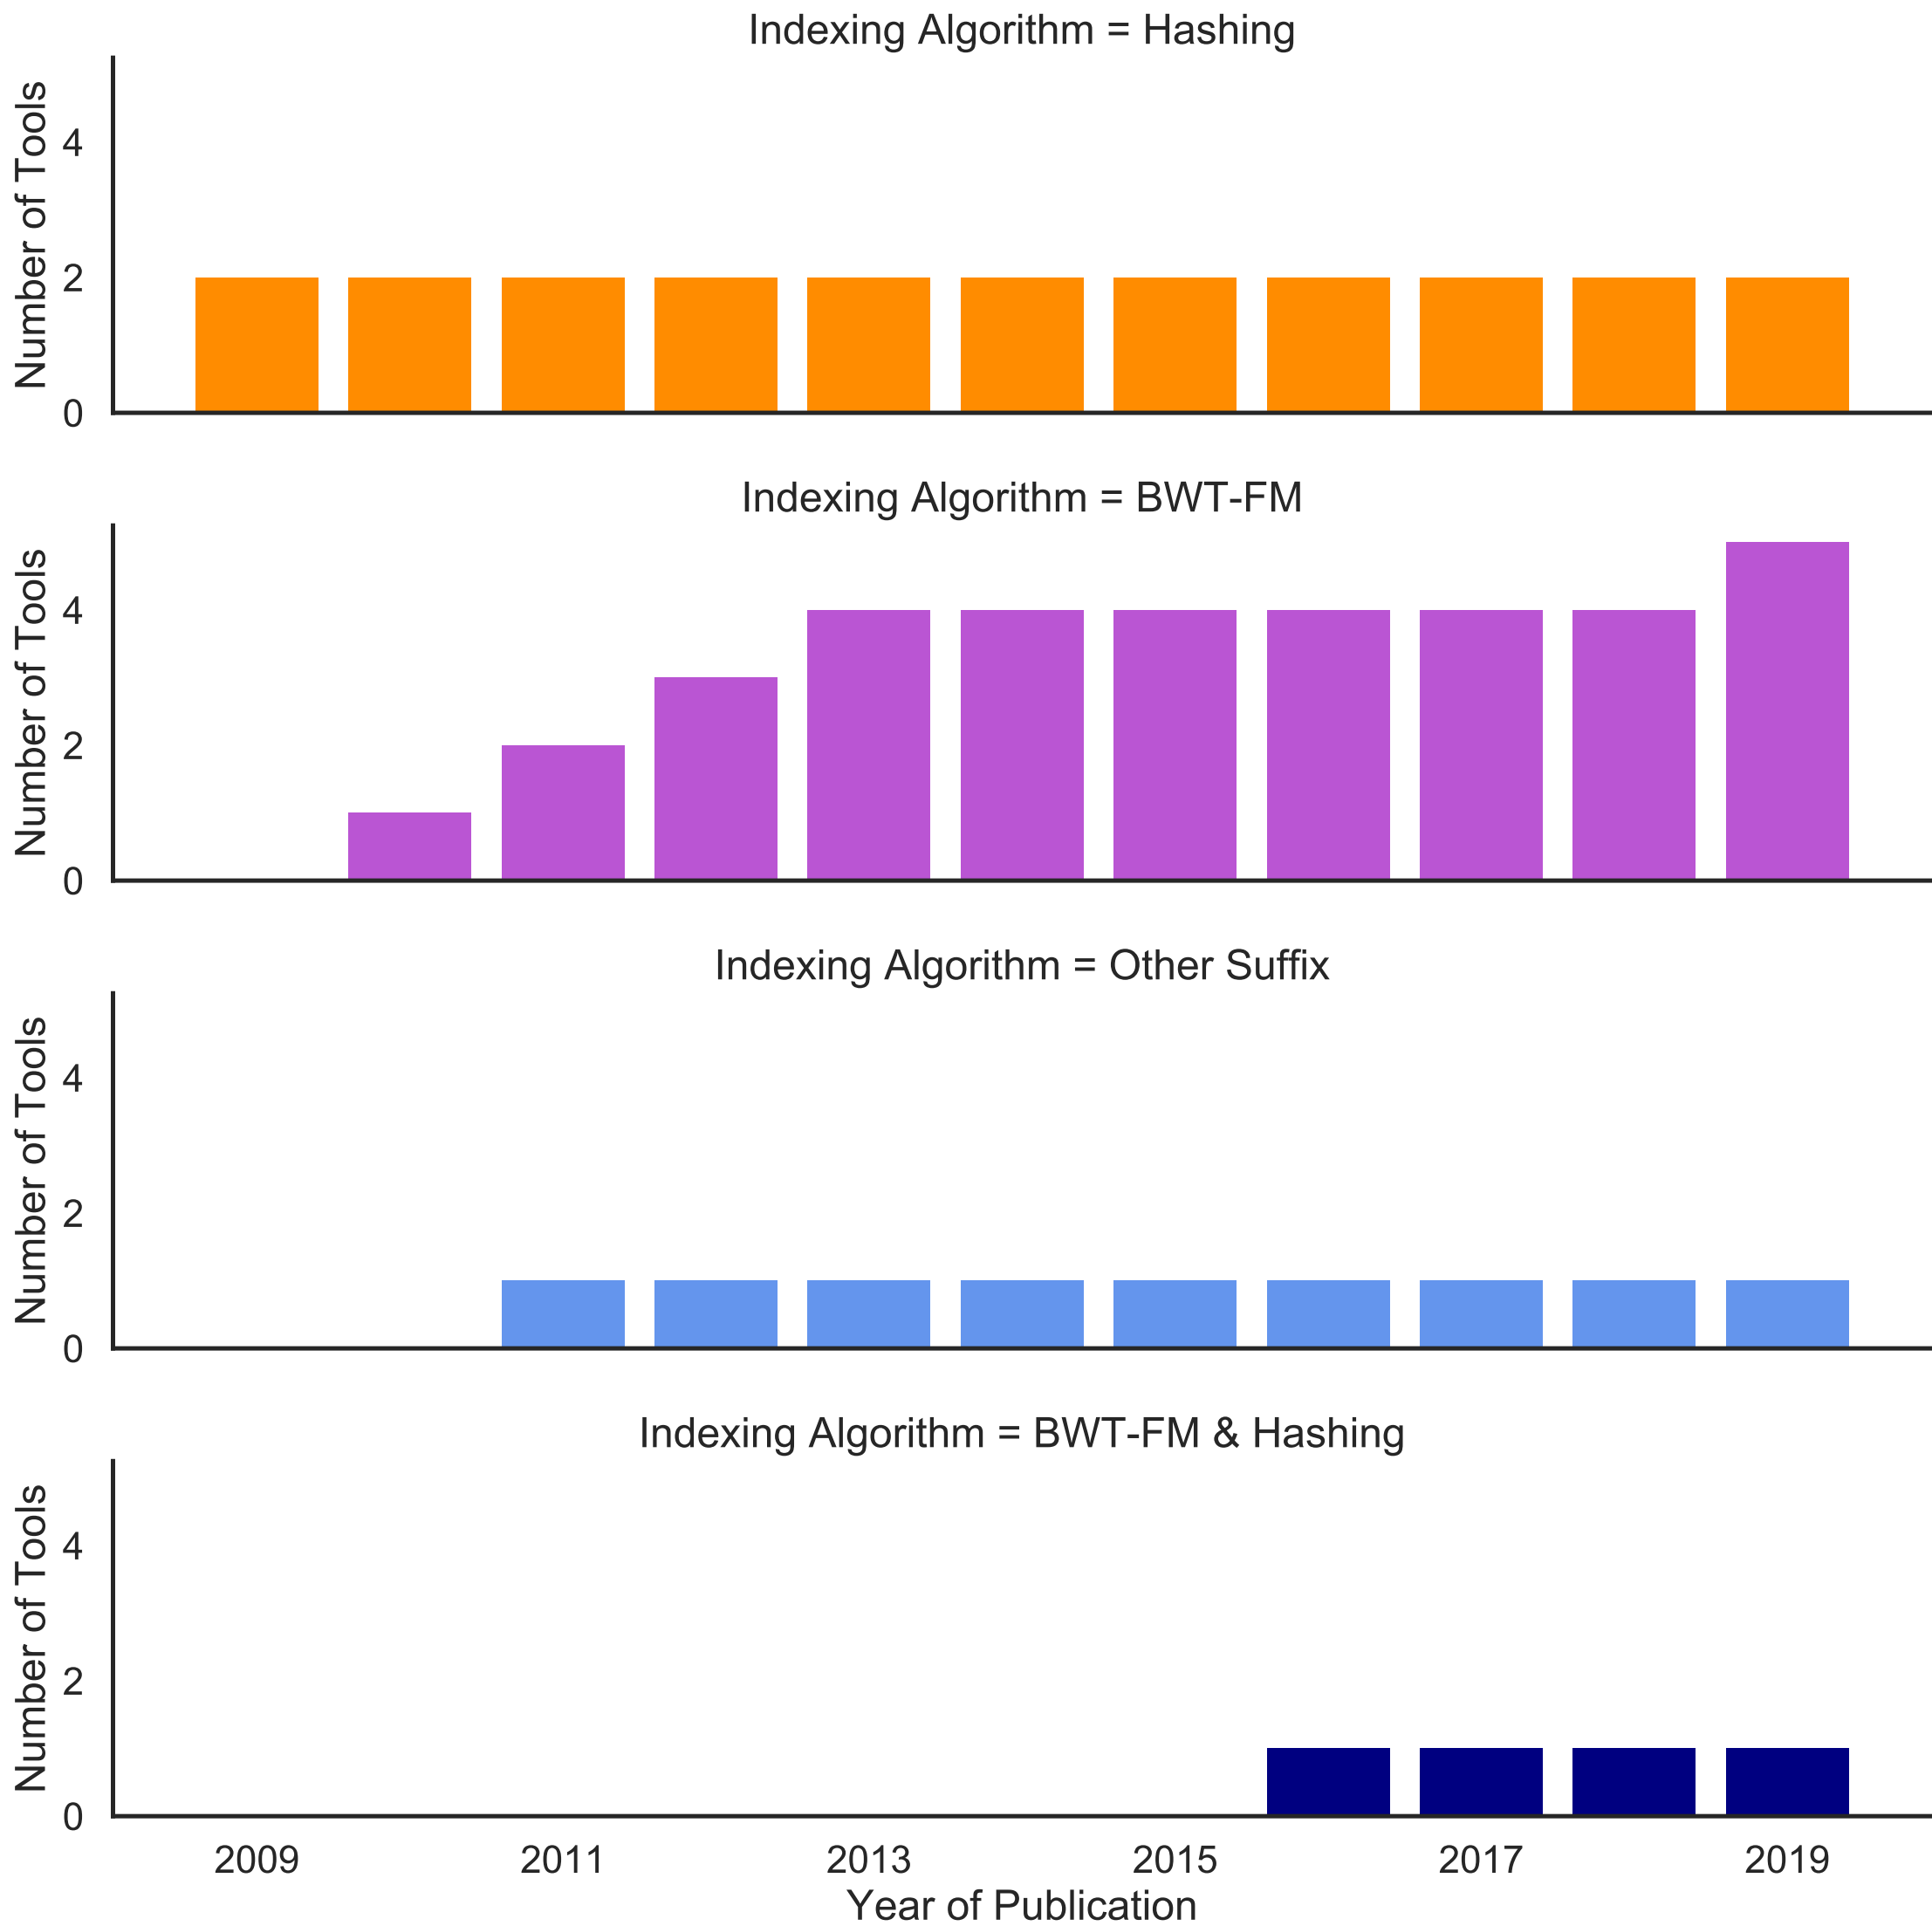 Indexing Algorithm = Hashing
Number of Tools
4
2
0
Indexing Algorithm = BWT-FM
Number of Tools
4
2
0
Indexing Algorithm = Other Suffix
Number of Tools
4
2
0
Indexing Algorithm = BWT-FM & Hashing
Number of Tools
4
2
0
2009 2011 2013 2015 2017 2019
Year of Publication